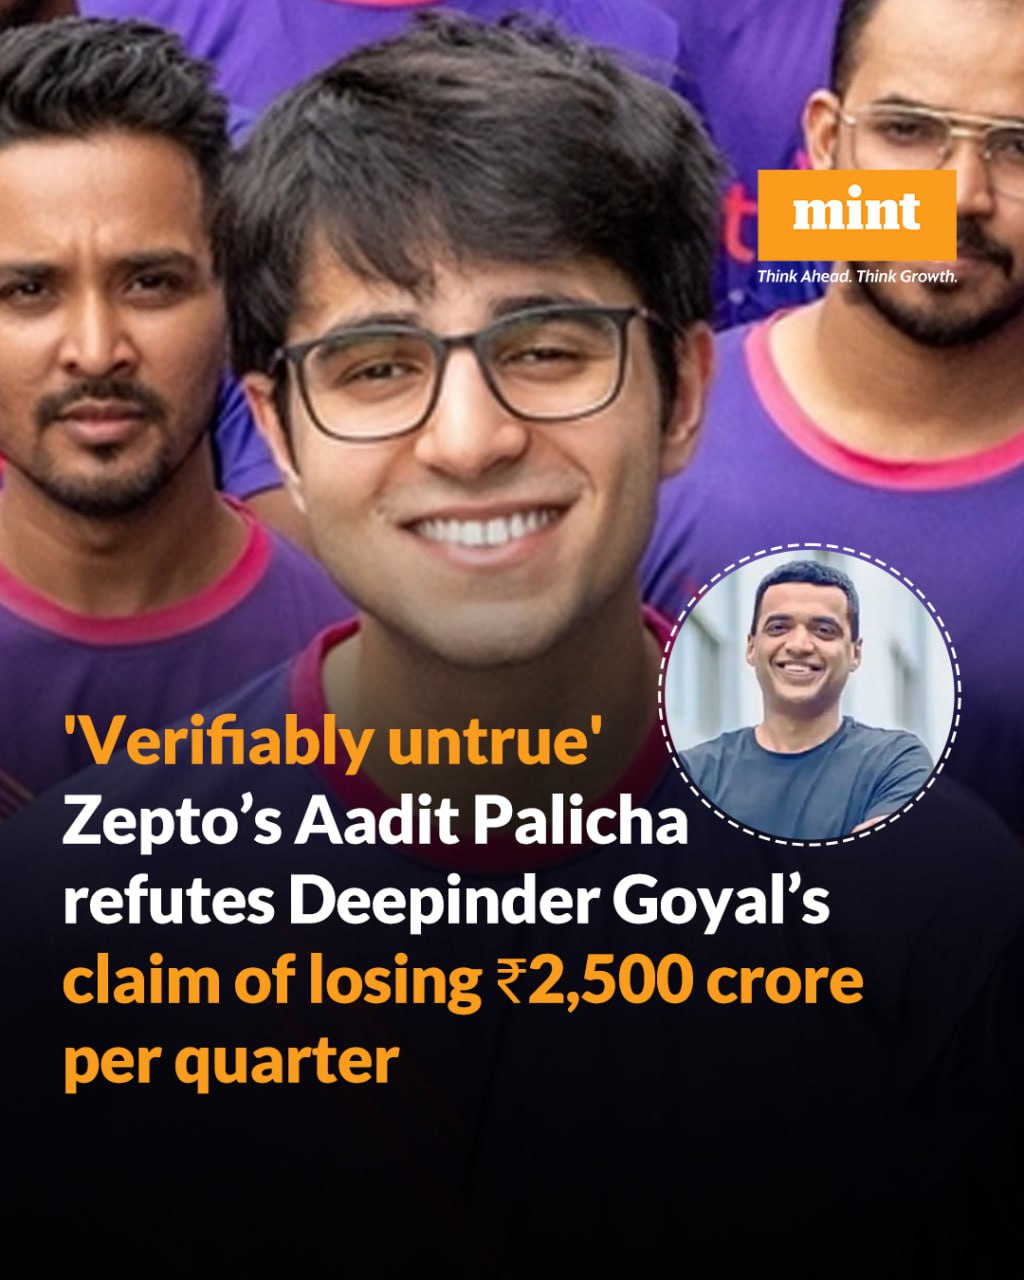 t
mint
Think Ahead. Think Growth.
'Verifiably untrue'
Zepto’s Aadit Palicha
refutes Deepinder Goyal’s
claim of losing ₹2,500 crore
per quarter